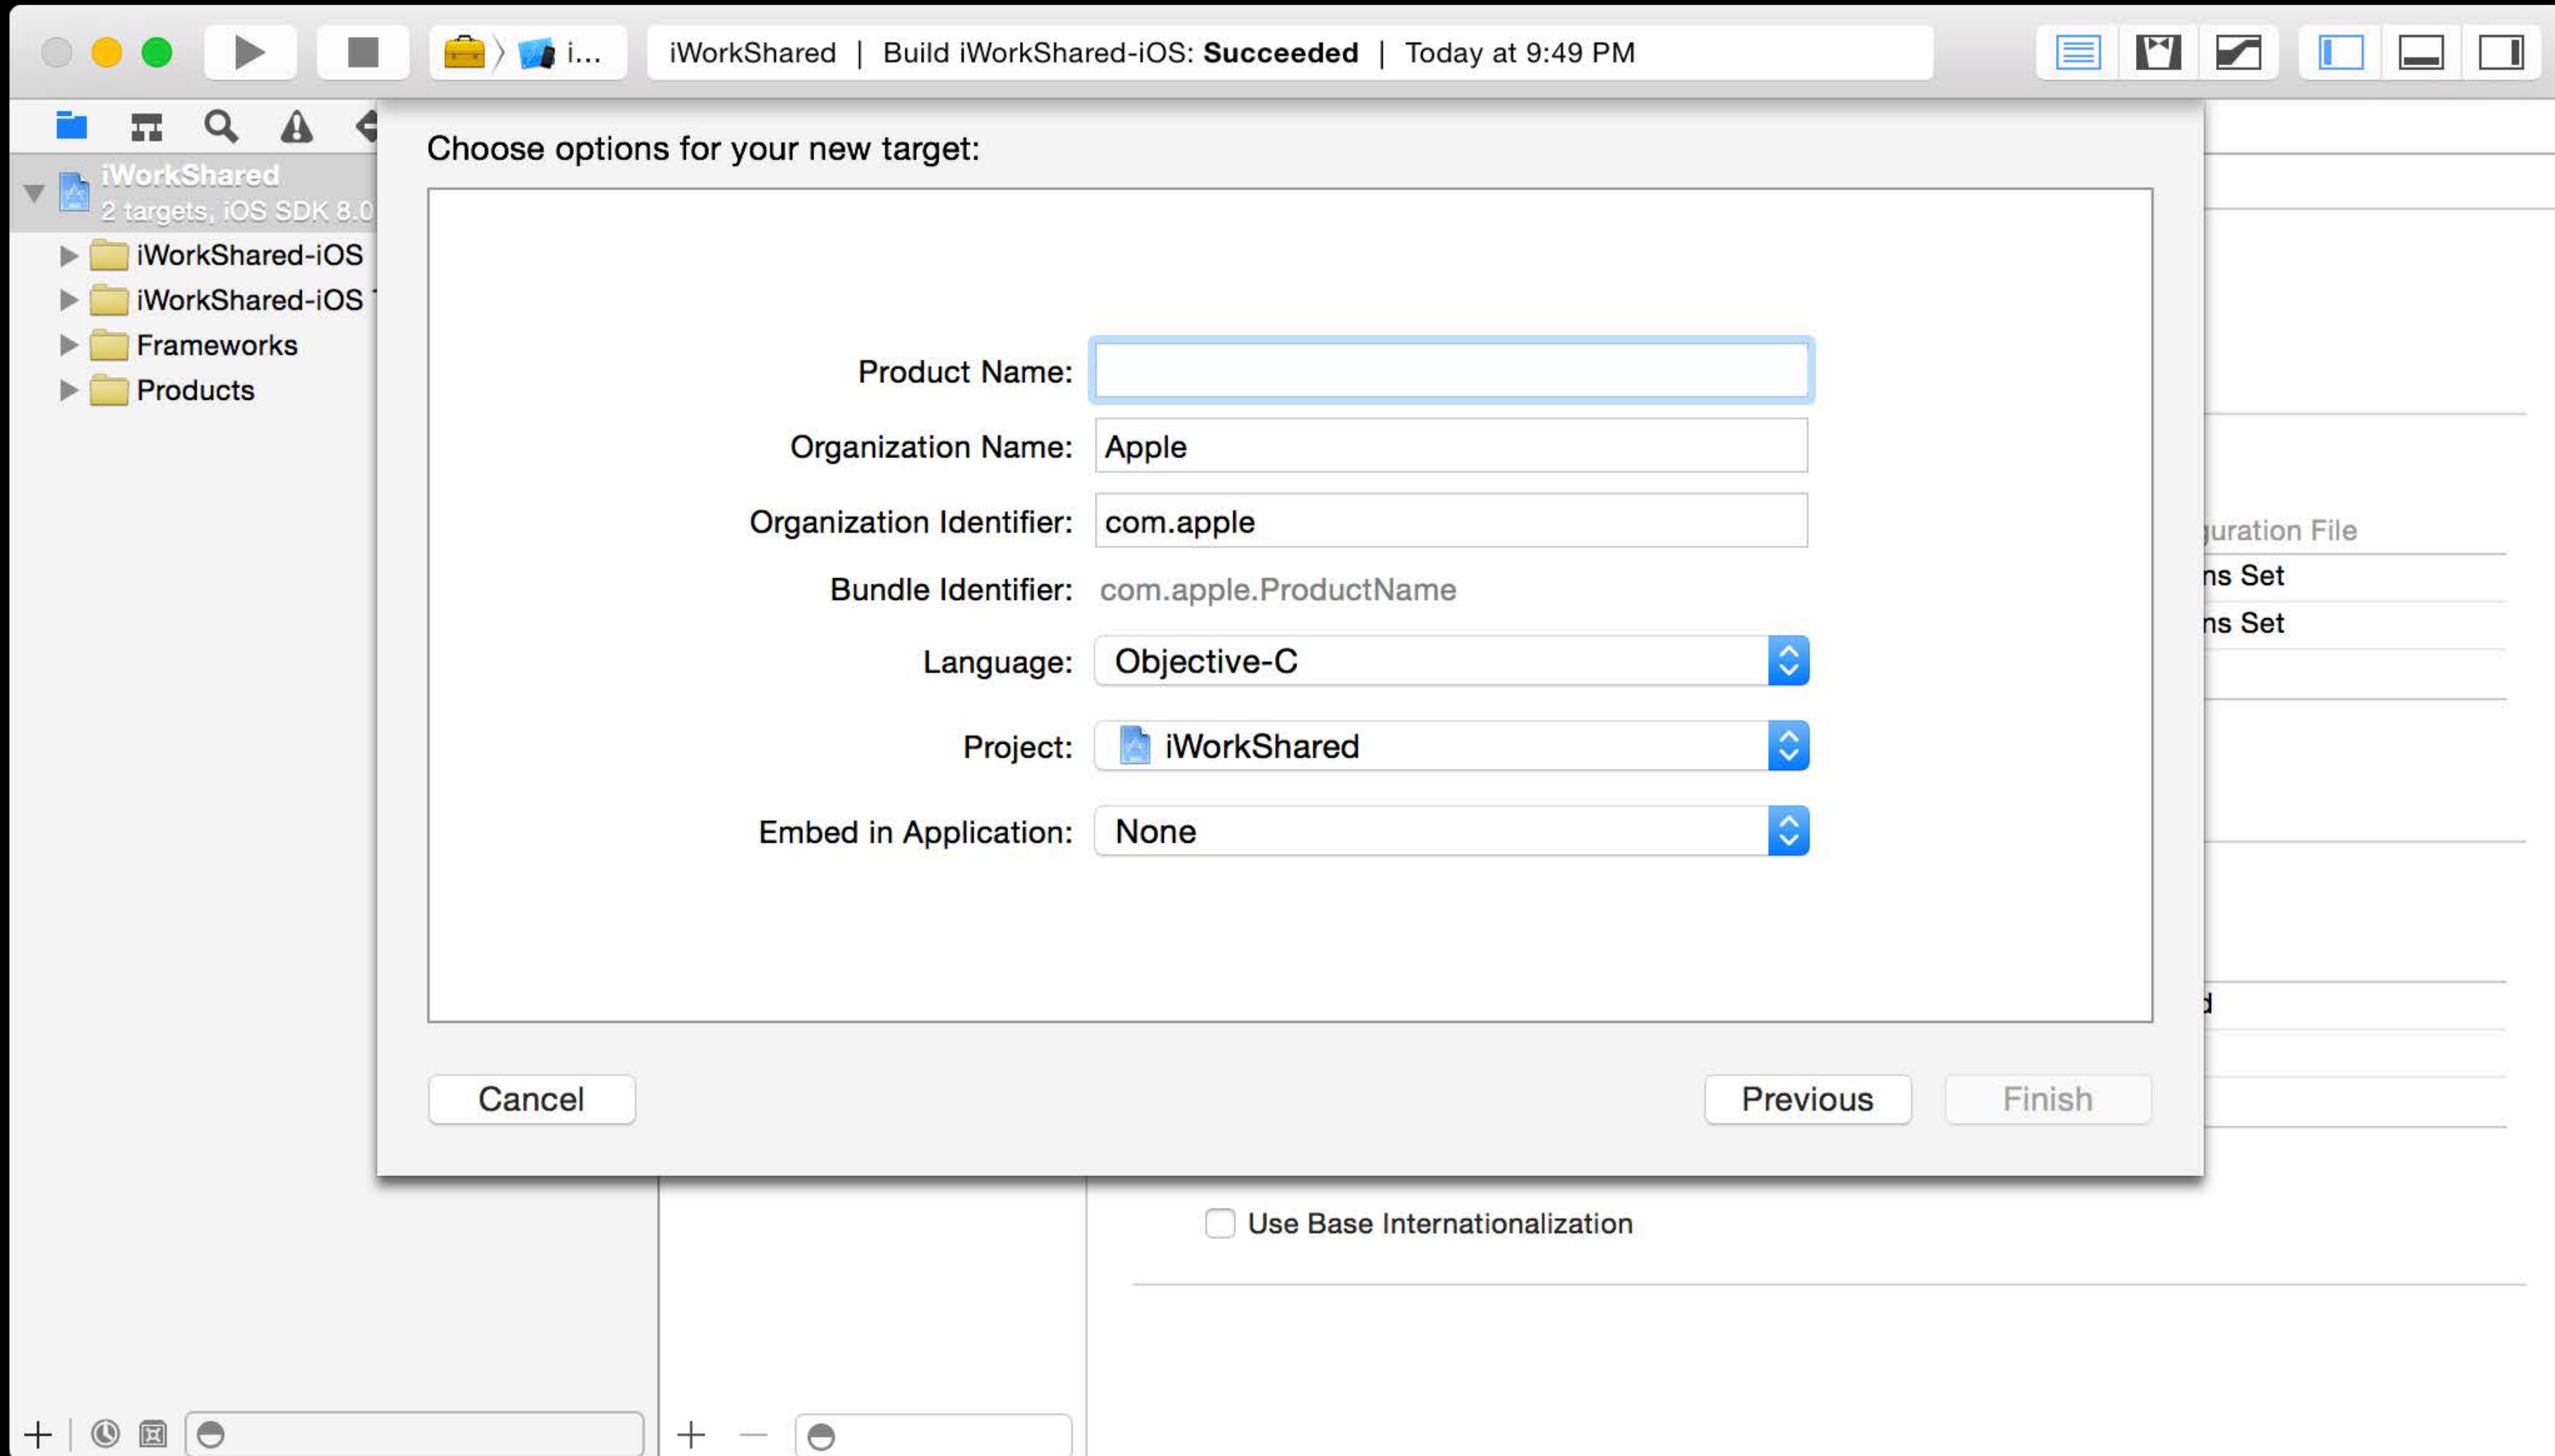 i...
iWorkShared | Build iWorkShared-iOS: Succeeded | Today at 9:49 PM
iWorkShared
2 targets, iOS SDK 8.0
iWorkShared-iOS
iWorkShared-iOS
Frameworks
Products
Choose options for your new target:
Product Name:
Organization Name: Apple
Organization Identifier: com.apple
Bundle Identifier: com.apple.ProductName
Language: Objective-C
Project: iWorkShared
Embed in Application: None
Cancel
Previous
Finish
File
Set
Set
Use Base Internationalization